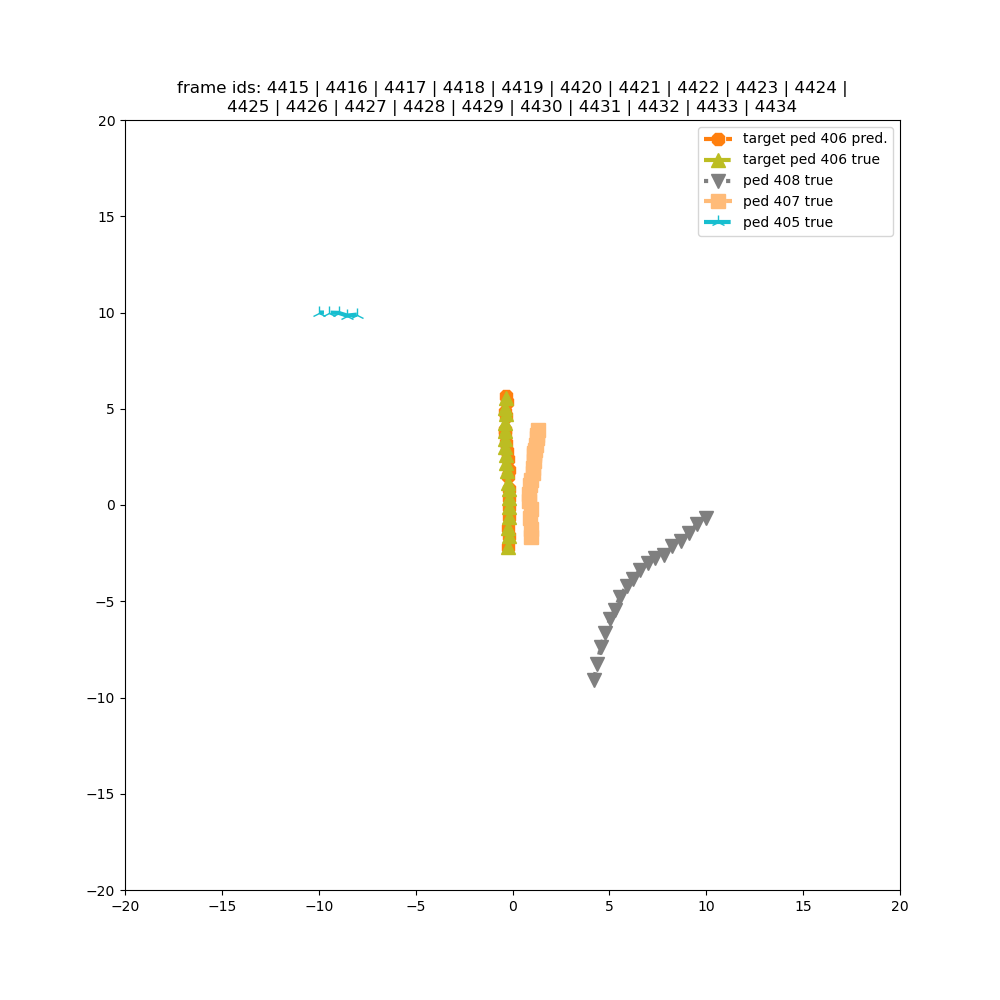 frame ids: 4415 | 4416 | 4417 | 4418 | 4419 | 4420 | 4421 | 4422 | 4423 | 4424 |
4425 | 4426 | 4427 | 4428 | 4429 | 4430 | 4431 | 4432 | 4433 | 4434
target ped 406 pred.
target ped 406 true
ped 408 true
ped 407 true
ped 405 true
20
15
10
5
0
−5
−10
−15
−20
−20 −15 −10 −5 0 5 10 15 20